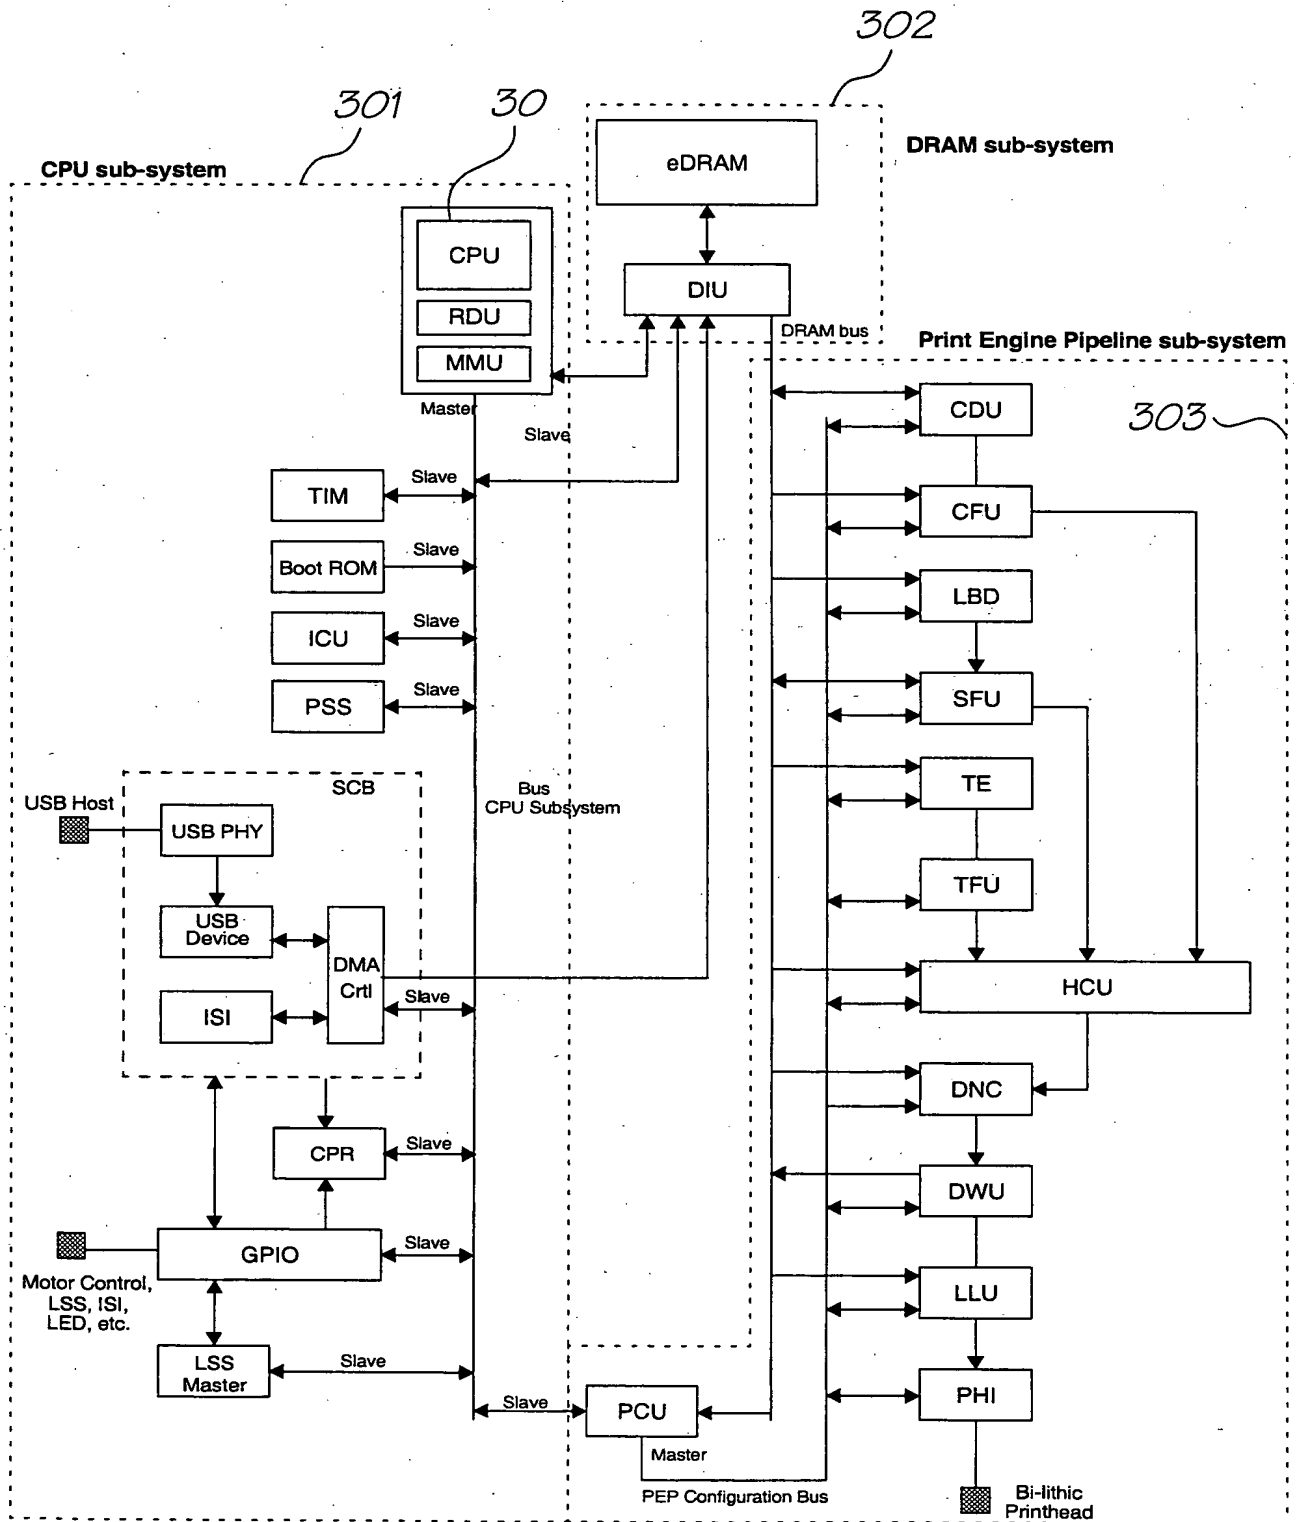 302
301
30
CPU sub-system
DRAM sub-system
eDRAM
CPU
RDU
MMU
DIU
DRAM bus
Print Engine Pipeline sub-system
Master
Slave
CDU
303
TIM
Slave
CFU
Boot ROM
Slave
LBD
ICU
Slave
PSS
Slave
SFU
SCB
Bus
CPU Subsystem
TE
USB Host
USB PHY
TFU
USB
Device
DMA
Crtl
Slave
ISI
HCU
DNC
CPR
Slave
DWU
GPIO
Slave
Motor Control,
LSS, ISI,
LED, etc.
LLU
LSS
Master
Slave
PHI
Slave
PCU
Master
PEP Configuration Bus
Bi-lithic
Printhead